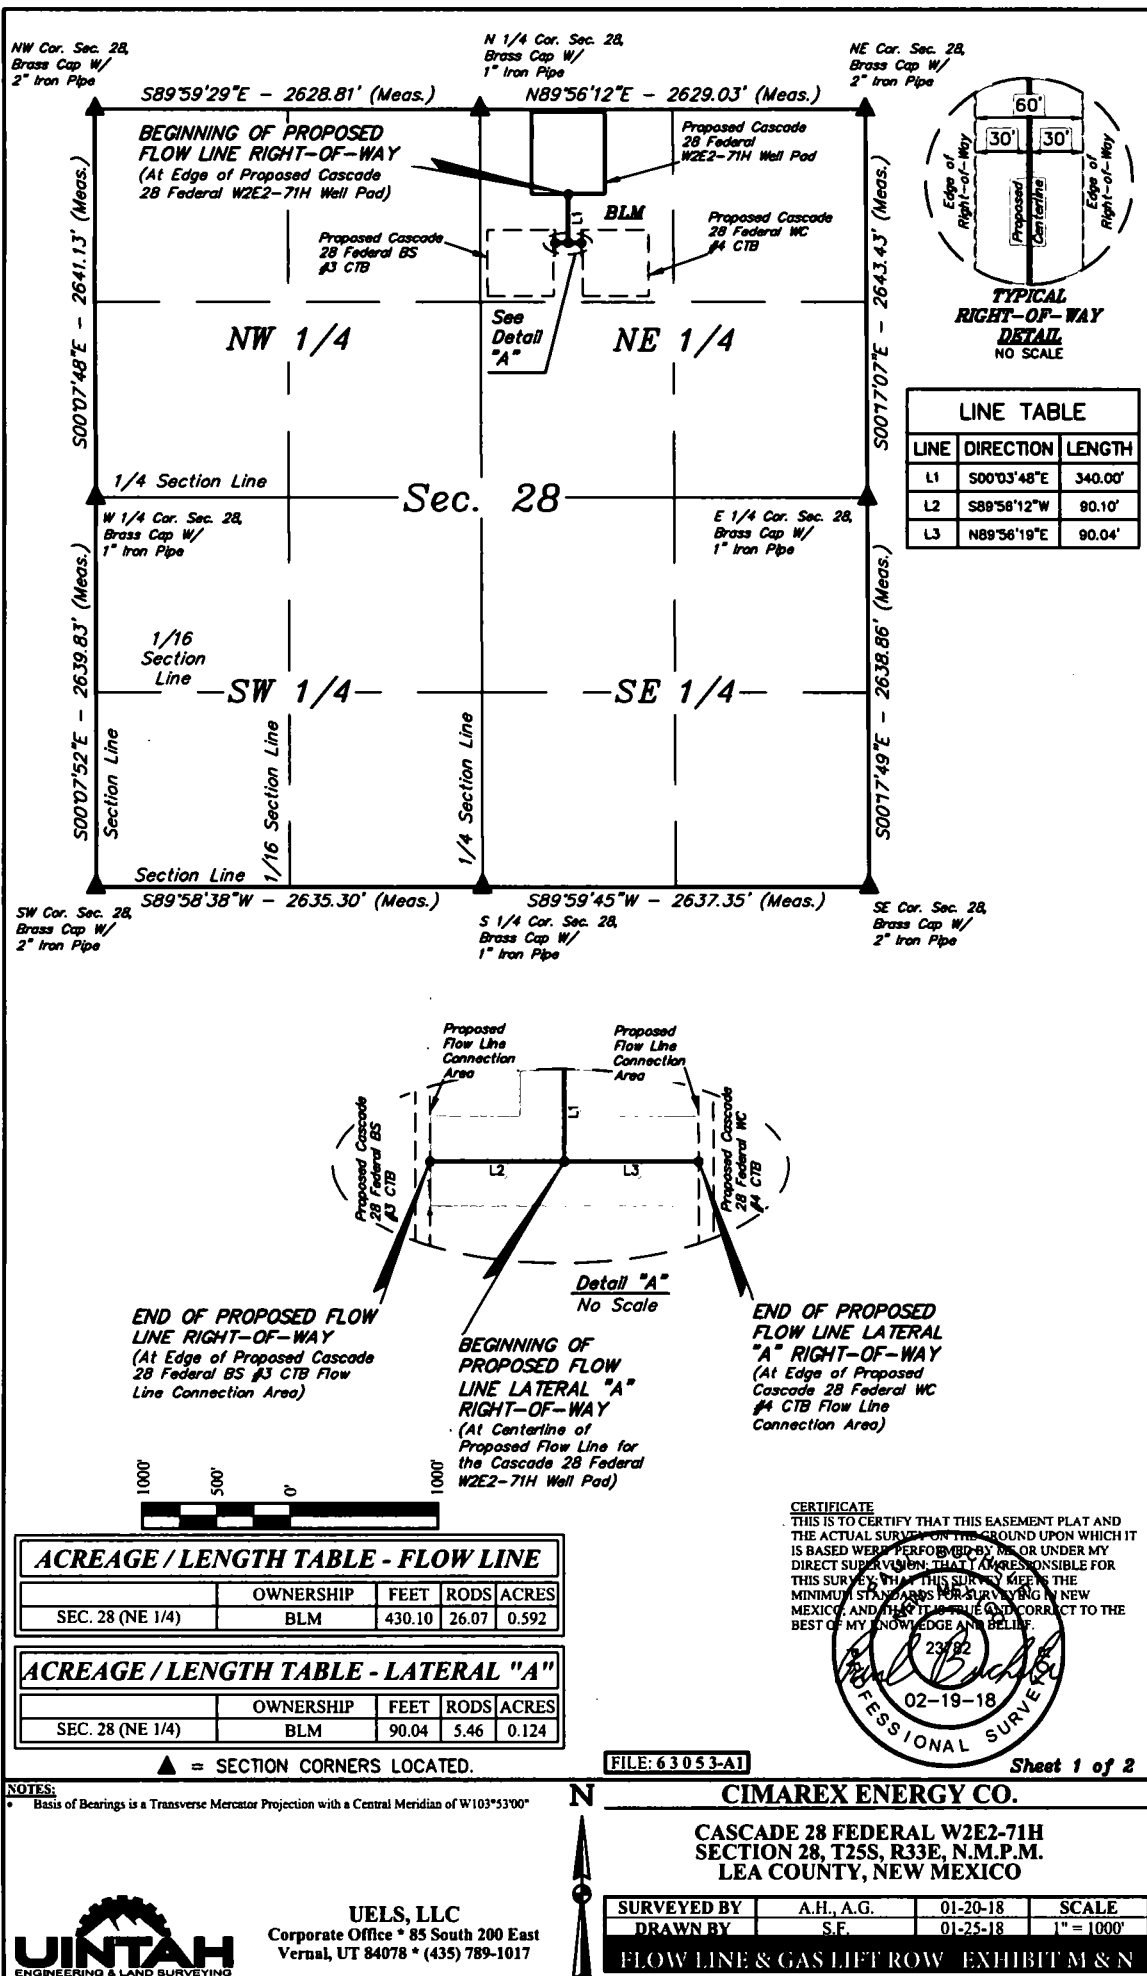 NW Cor. Sec. 28,
Brass Cap W/
2" Iron Pipe
N 1/4 Cor. Sec. 28,
Brass Cap W/
1" Iron Pipe
NE Cor. Sec. 28,
Brass Cap W/
2" Iron Pipe
S89°59'29"E - 2628.81' (Meas.)
N89°56'12"E - 2629.03' (Meas.)
BEGINNING OF PROPOSED
FLOW LINE RIGHT-OF-WAY
(At Edge of Proposed Cascade
28 Federal W2E2-71H Well Pad)
Proposed Cascade
28 Federal
W2E2-71H Well Pad
L1
BLM
Proposed Cascade
28 Federal BS
#3 CTB
Proposed Cascade
28 Federal WC
#4 CTB
See
Detail
"A"
NW 1/4
NE 1/4
S00°07'48"E - 2641.13' (Meas.)
S00°17'07"E - 2643.43' (Meas.)
60'
30'
30'
Edge of
Right-of-Way
Proposed
Centerline
Edge of
Right-of-Way
TYPICAL
RIGHT-OF-WAY
DETAIL
NO SCALE
LINE TABLE
LINE DIRECTION LENGTH
L1 S00°03'48"E 340.00'
L2 S89°58'12"W 90.10'
L3 N89°56'19"E 90.04'
1/4 Section Line
Sec. 28
W 1/4 Cor. Sec. 28,
Brass Cap W/
1" Iron Pipe
E 1/4 Cor. Sec. 28,
Brass Cap W/
1" Iron Pipe
1/16
Section
Line
SW 1/4
SE 1/4
S00°07'52"E - 2639.83' (Meas.)
Section Line
1/16 Section Line
1/4 Section Line
S00°17'49"E - 2638.86' (Meas.)
Section Line
S89°58'38"W - 2635.30' (Meas.)
S89°59'45"W - 2637.35' (Meas.)
SW Cor. Sec. 28,
Brass Cap W/
2" Iron Pipe
S 1/4 Cor. Sec. 28,
Brass Cap W/
1" Iron Pipe
SE Cor. Sec. 28,
Brass Cap W/
2" Iron Pipe
Proposed
Flow Line
Connection
Area
Proposed
Flow Line
Connection
Area
Proposed Cascade
28 Federal BS
#3 CTB
L1
L2
L3
Proposed Cascade
28 Federal WC
#4 CTB
Detail "A"
No Scale
END OF PROPOSED FLOW
LINE RIGHT-OF-WAY
(At Edge of Proposed Cascade
28 Federal BS #3 CTB Flow
Line Connection Area)
BEGINNING OF
PROPOSED FLOW
LINE LATERAL "A"
RIGHT-OF-WAY
(At Centerline of
Proposed Flow Line for
the Cascade 28 Federal
W2E2-71H Well Pad)
END OF PROPOSED
FLOW LINE LATERAL
"A" RIGHT-OF-WAY
(At Edge of Proposed
Cascade 28 Federal WC
#4 CTB Flow Line
Connection Area)
1000' 500' 0' 1000'
ACREAGE / LENGTH TABLE - FLOW LINE
OWNERSHIP FEET RODS ACRES
SEC. 28 (NE 1/4) BLM 430.10 26.07 0.592
ACREAGE / LENGTH TABLE - LATERAL "A"
OWNERSHIP FEET RODS ACRES
SEC. 28 (NE 1/4) BLM 90.04 5.46 0.124
▲ = SECTION CORNERS LOCATED.
CERTIFICATE
THIS IS TO CERTIFY THAT THIS EASEMENT PLAT AND
THE ACTUAL SURVEY ON THE GROUND UPON WHICH IT
IS BASED WERE PERFORMED BY ME OR UNDER MY
DIRECT SUPERVISION; THAT I AM RESPONSIBLE FOR
THIS SURVEY; THAT THIS SURVEY MEETS THE
MINIMUM STANDARDS FOR SURVEYING IN NEW
MEXICO, AND THAT IT IS TRUE AND CORRECT TO THE
BEST OF MY KNOWLEDGE AND BELIEF.
NEW MEXICO
23782
02-19-18
PROFESSIONAL SURVEYOR
FILE: 63053-A1
Sheet 1 of 2
NOTES:
• Basis of Bearings is a Transverse Mercator Projection with a Central Meridian of W103°53'00"
N
CIMAREX ENERGY CO.
CASCADE 28 FEDERAL W2E2-71H
SECTION 28, T25S, R33E, N.M.P.M.
LEA COUNTY, NEW MEXICO
UINTAH
ENGINEERING & LAND SURVEYING
UELS, LLC
Corporate Office * 85 South 200 East
Vernal, UT 84078 * (435) 789-1017
SURVEYED BY A.H., A.G. 01-20-18 SCALE
DRAWN BY S.F. 01-25-18 1" = 1000'
FLOW LINE & GAS LIFT ROW EXHIBIT M & N